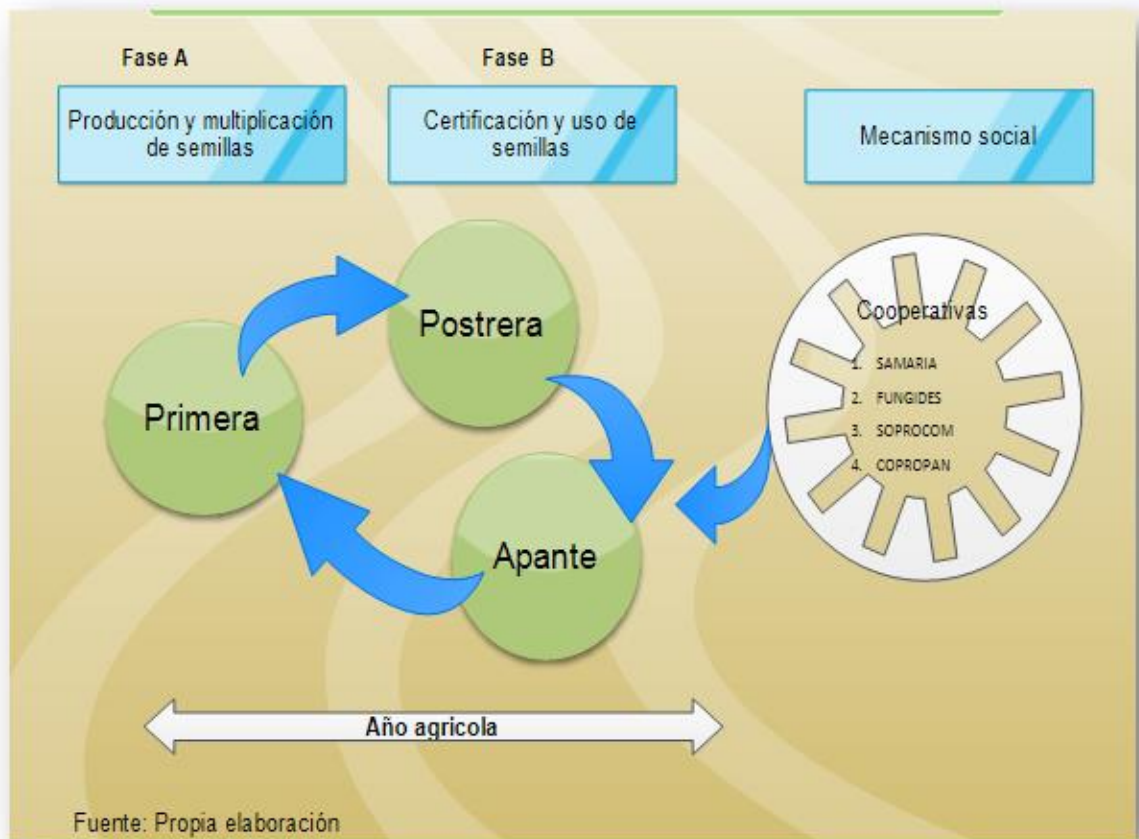 Fase A
Fase B
Producción y multiplicación
de semillas
Certificación y uso de
semillas
Mecanismo social
Primera
Postrera
Apante
Cooperativas
1. SAMARIA
2. FUNGIDES
3. SOPROCOM
4. COPROPAN
Año agricola
Fuente: Propia elaboración